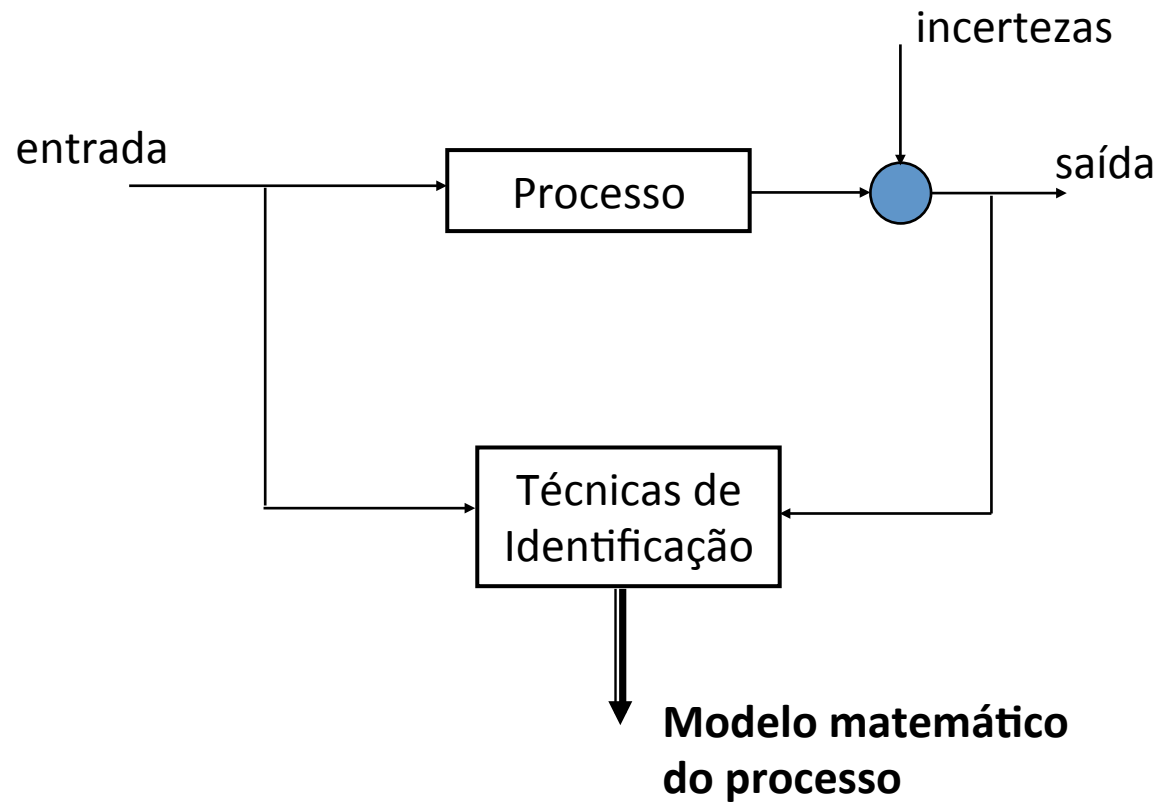 incertezas
entrada
saída
Processo
Técnicas de
Identificação
Modelo matemático
do processo